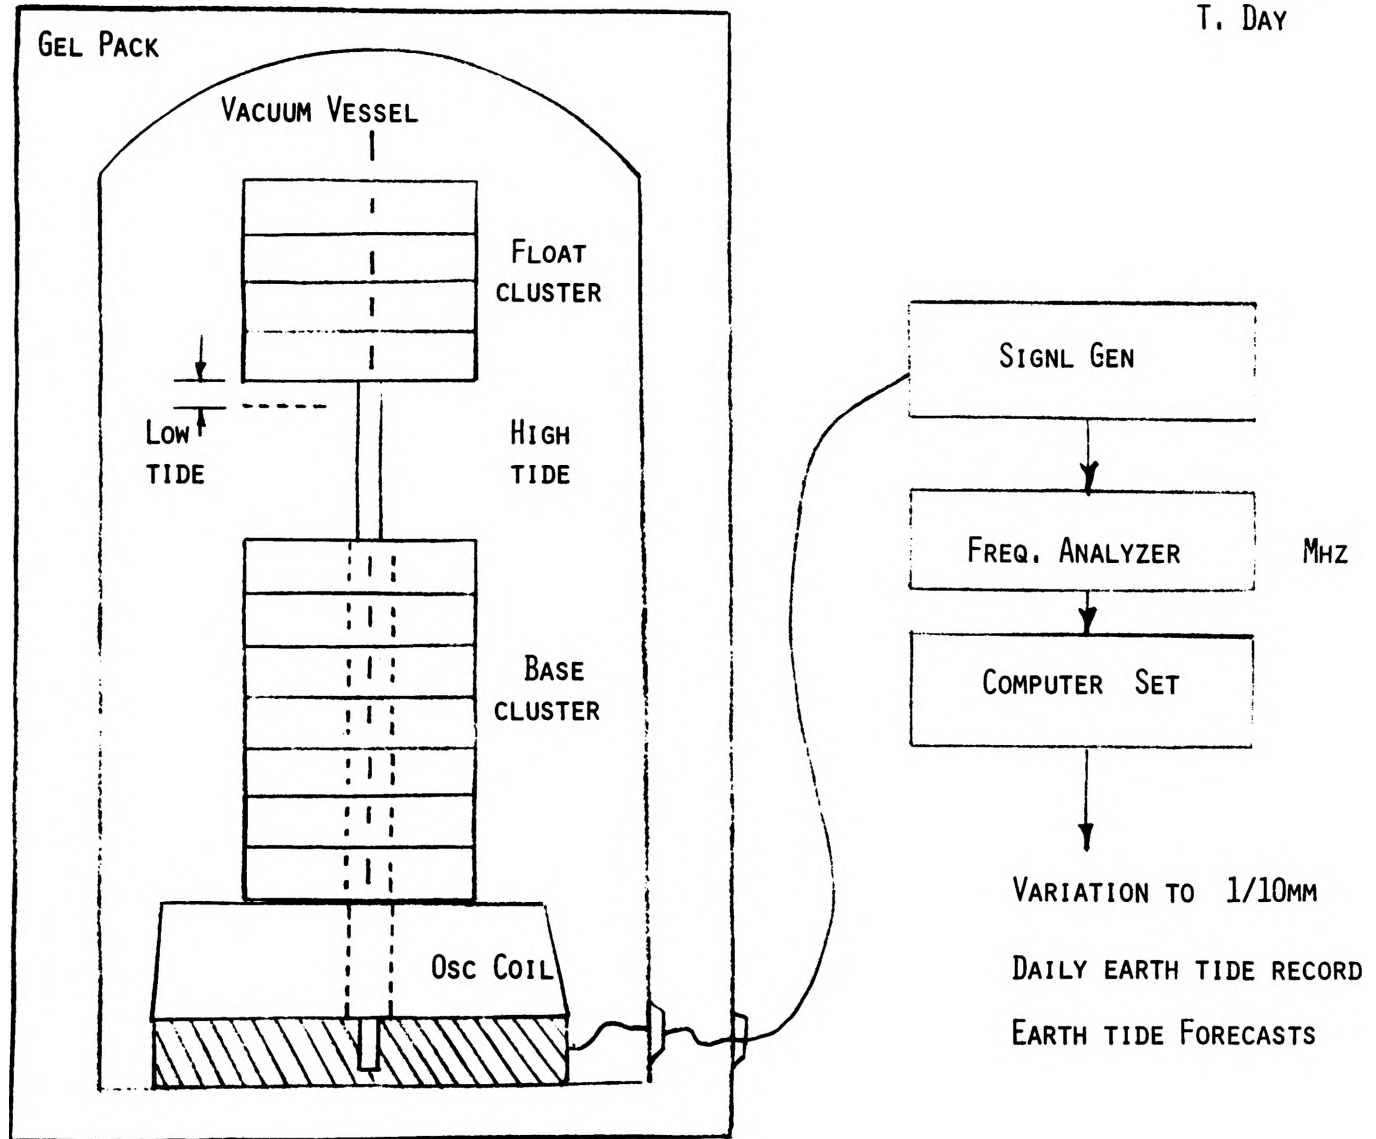 T. DAY
GEL PACK
VACUUM VESSEL
FLOAT
CLUSTER
LOW
TIDE
HIGH
TIDE
BASE
CLUSTER
OSC COIL
SIGNL GEN
FREQ. ANALYZER
MHZ
COMPUTER SET
VARIATION TO 1/10MM
DAILY EARTH TIDE RECORD
EARTH TIDE FORECASTS